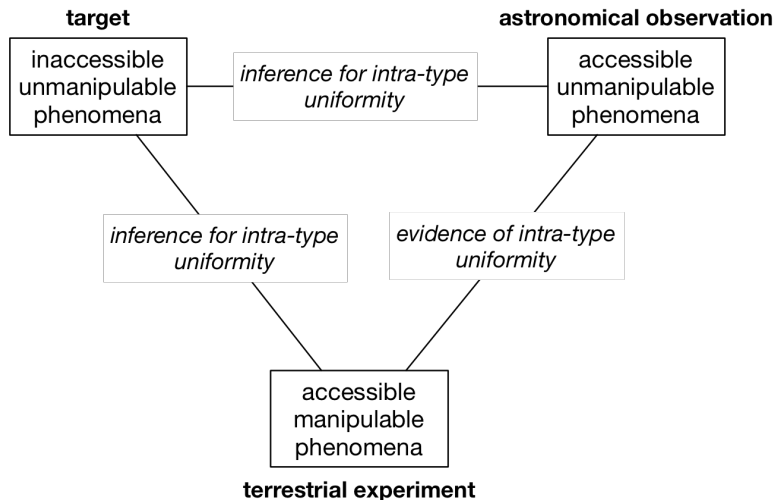 target
inaccessible
unmanipulable
phenomena
inference for intra-type
uniformity
astronomical observation
accessible
unmanipulable
phenomena
inference for intra-type
uniformity
evidence of intra-type
uniformity
accessible
manipulable
phenomena
terrestrial experiment